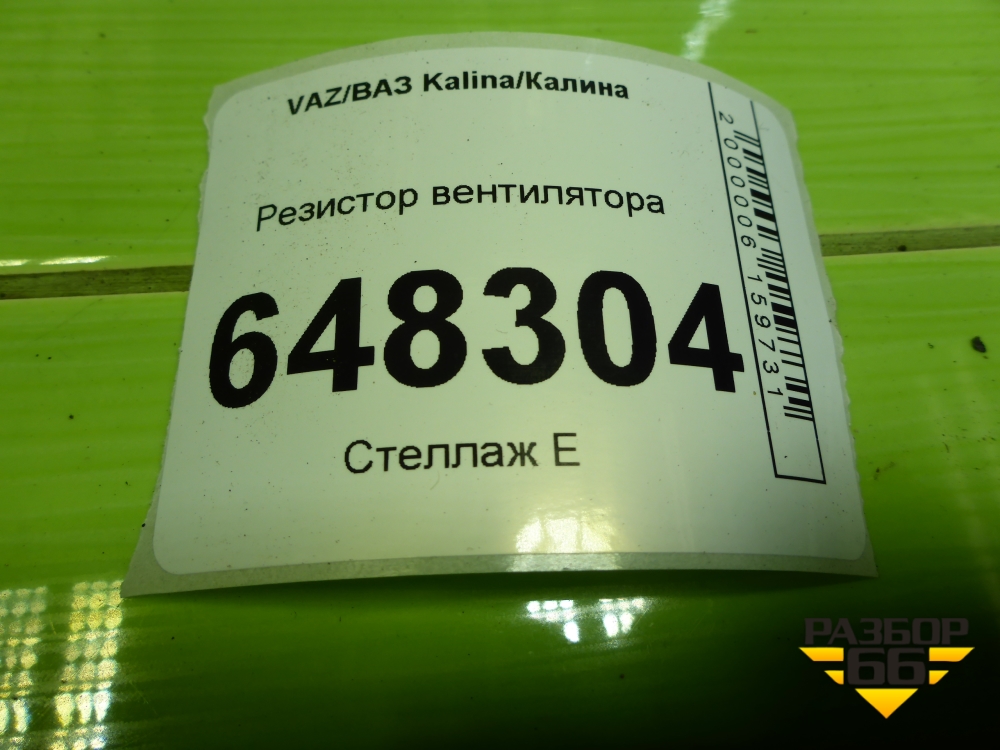 VAZ/ВАЗ Kalina/Калина
Резистор вентилятора
648304
Стеллаж Е
2000006159731
РАЗБОР
66